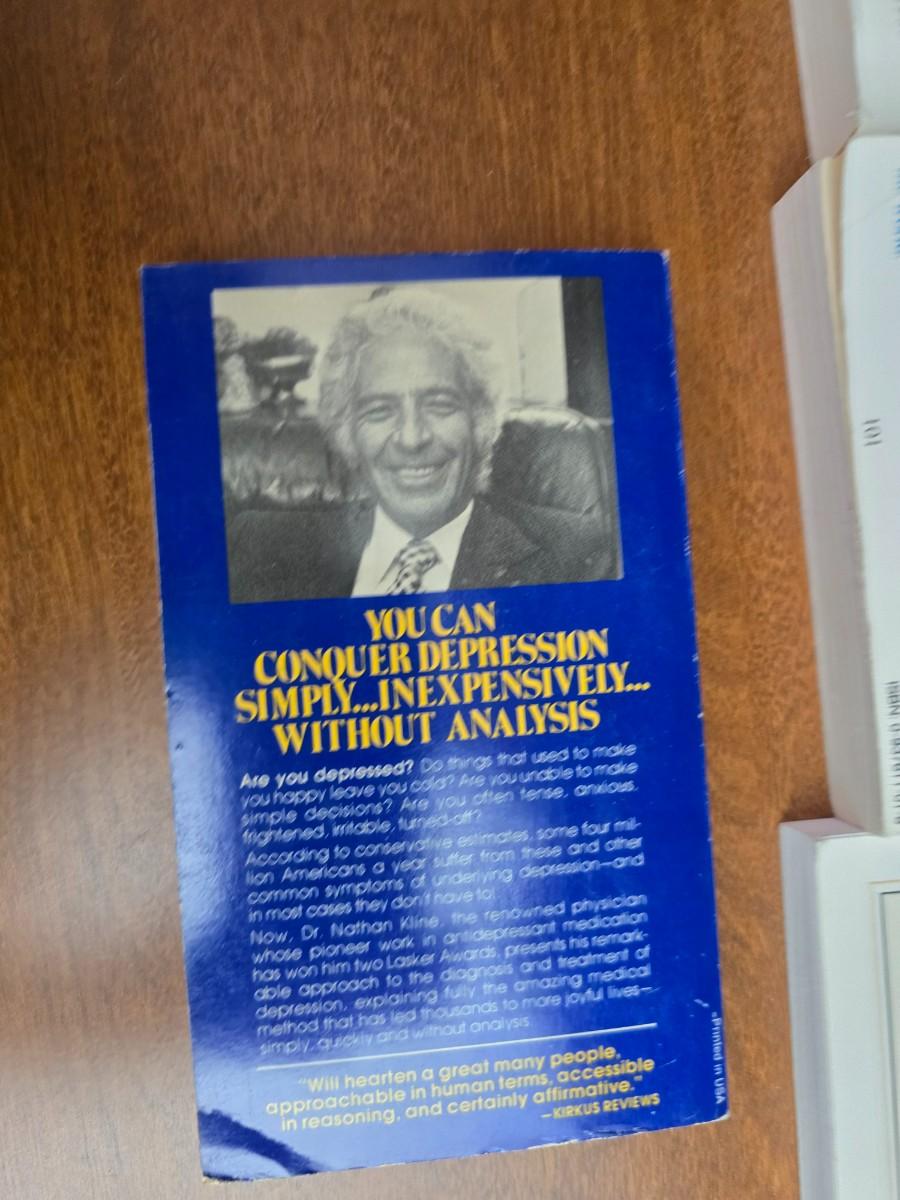 YOU CAN
CONQUER DEPRESSION
SIMPLY...INEXPENSIVELY...
WITHOUT ANALYSIS
Are you depressed? Do things that used to make
you happy leave you cold? Are you unable to make
simple decisions? Are you often tense, anxious,
frightened, irritable, turned-off?
According to conservative estimates, some four mil-
lion Americans a year suffer from these and other
common symptoms of underlying depression—and
in most cases they don't have to!
Now, Dr. Nathan Kline, the renowned physician
whose pioneer work in antidepressant medication
has won him two Lasker Awards, presents his remark-
able approach to the diagnosis and treatment of
depression, explaining fully the amazing medical
method that has led thousands to more joyful lives—
simply, quickly and without analysis.
"Will hearten a great many people,
approachable in human terms, accessible
in reasoning, and certainly affirmative."
—KIRKUS REVIEWS
Printed in USA
101